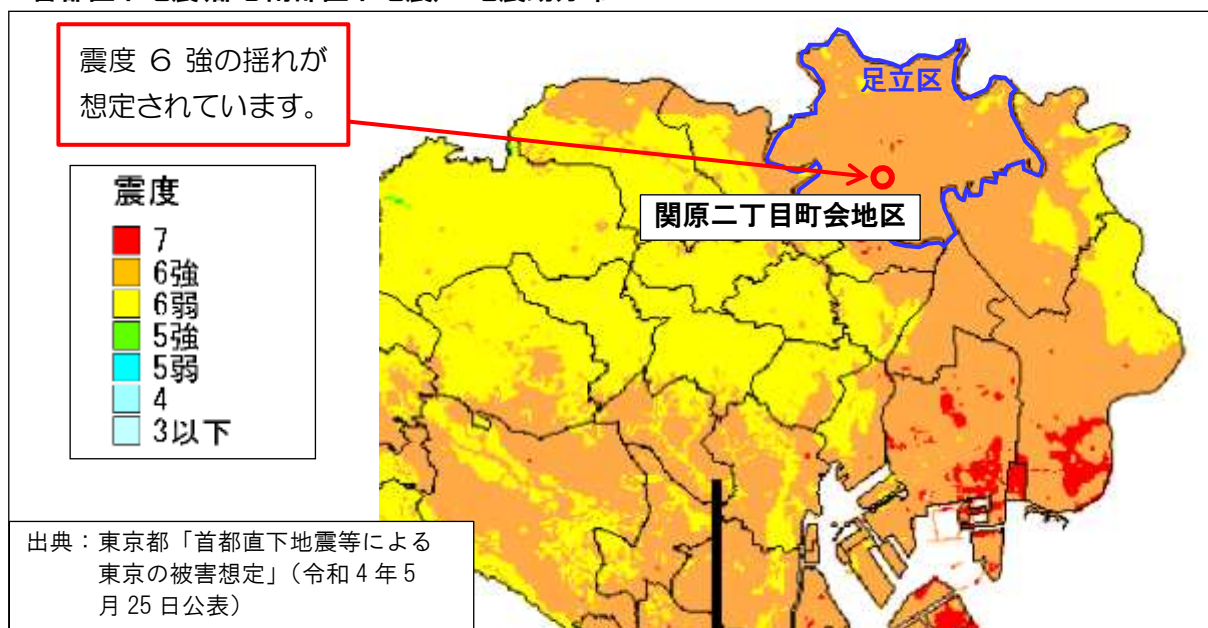 震度 6 強の揺れが
想定されています。
足立区
関原二丁目町会地区
震度
7
6強
6弱
5強
5弱
4
3以下
出典：東京都「首都直下地震等による
東京の被害想定」（令和4年5
月25日公表）